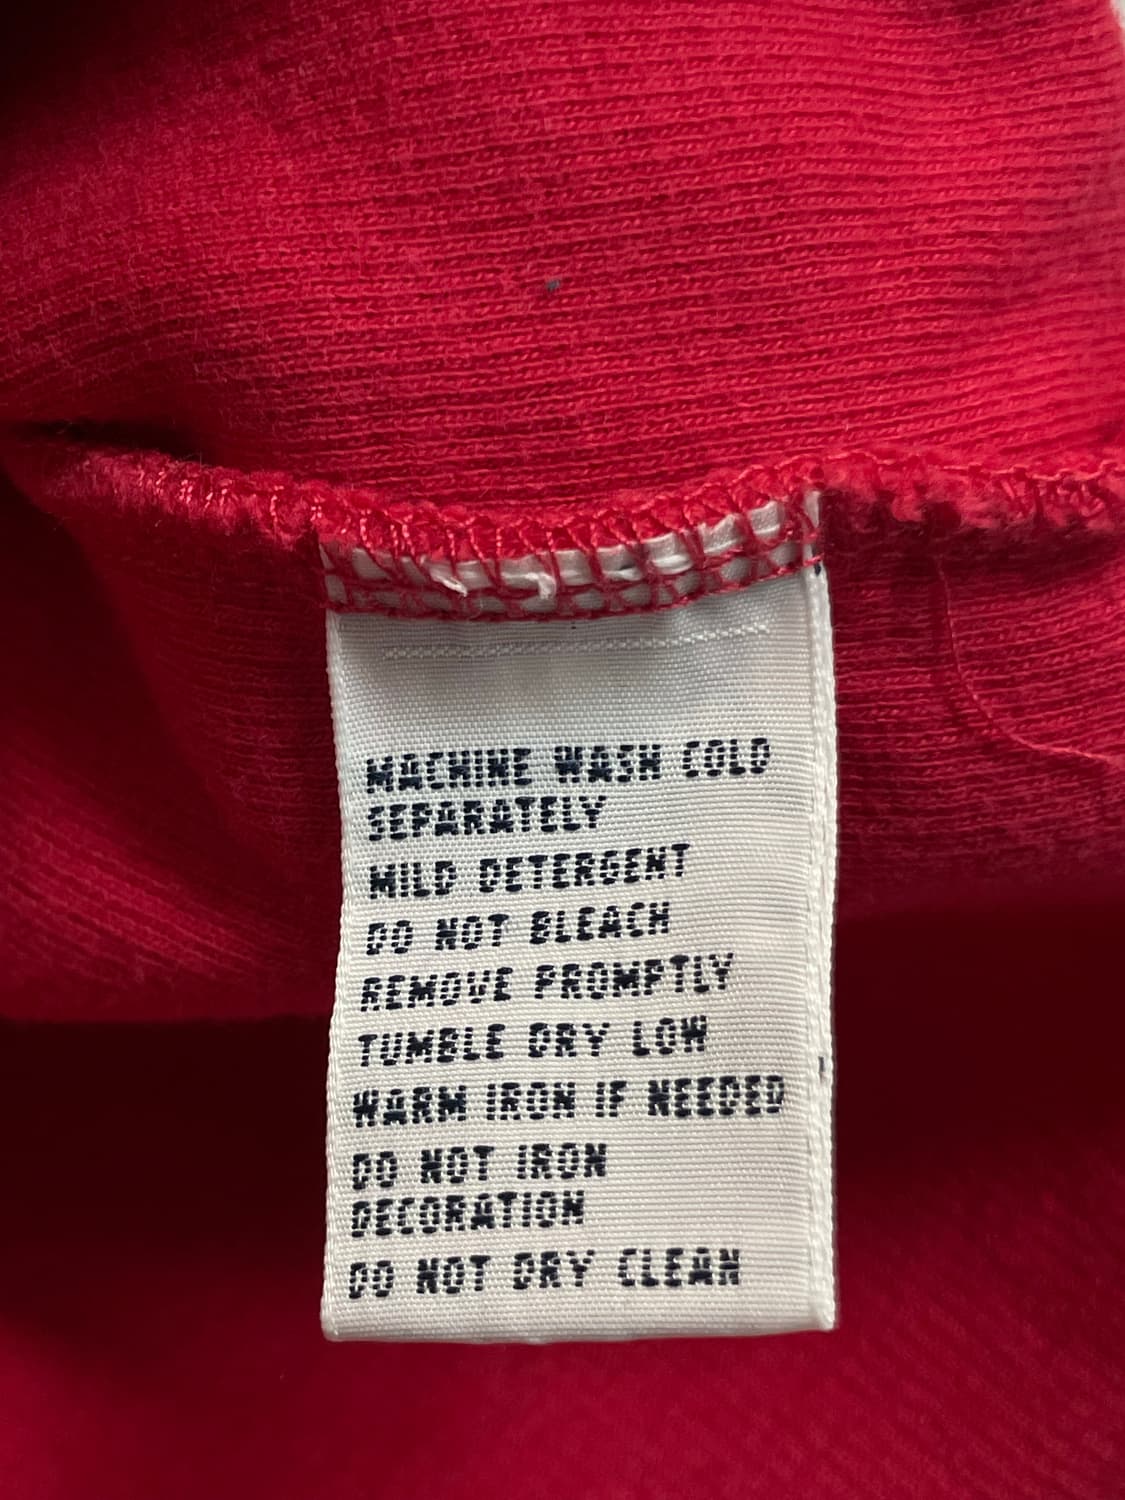 MACHINE WASH COLD
SEPARATELY
MILD DETERGENT
DO NOT BLEACH
REMOVE PROMPTLY
TUMBLE DRY LOW
WARM IRON IF NEEDED
DO NOT IRON
DECORATION
DO NOT DRY CLEAN